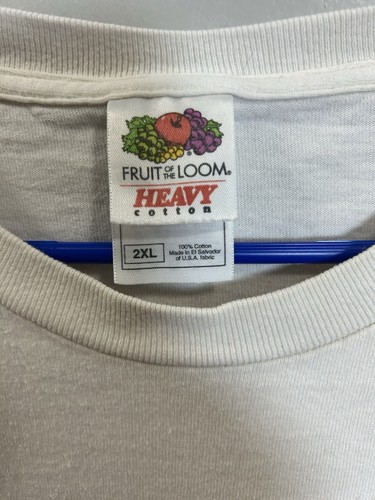 FRUIT OF THE LOOM®
HEAVY
cotton
2XL
100% Cotton
Made in El Salvador
of U.S.A. fabric